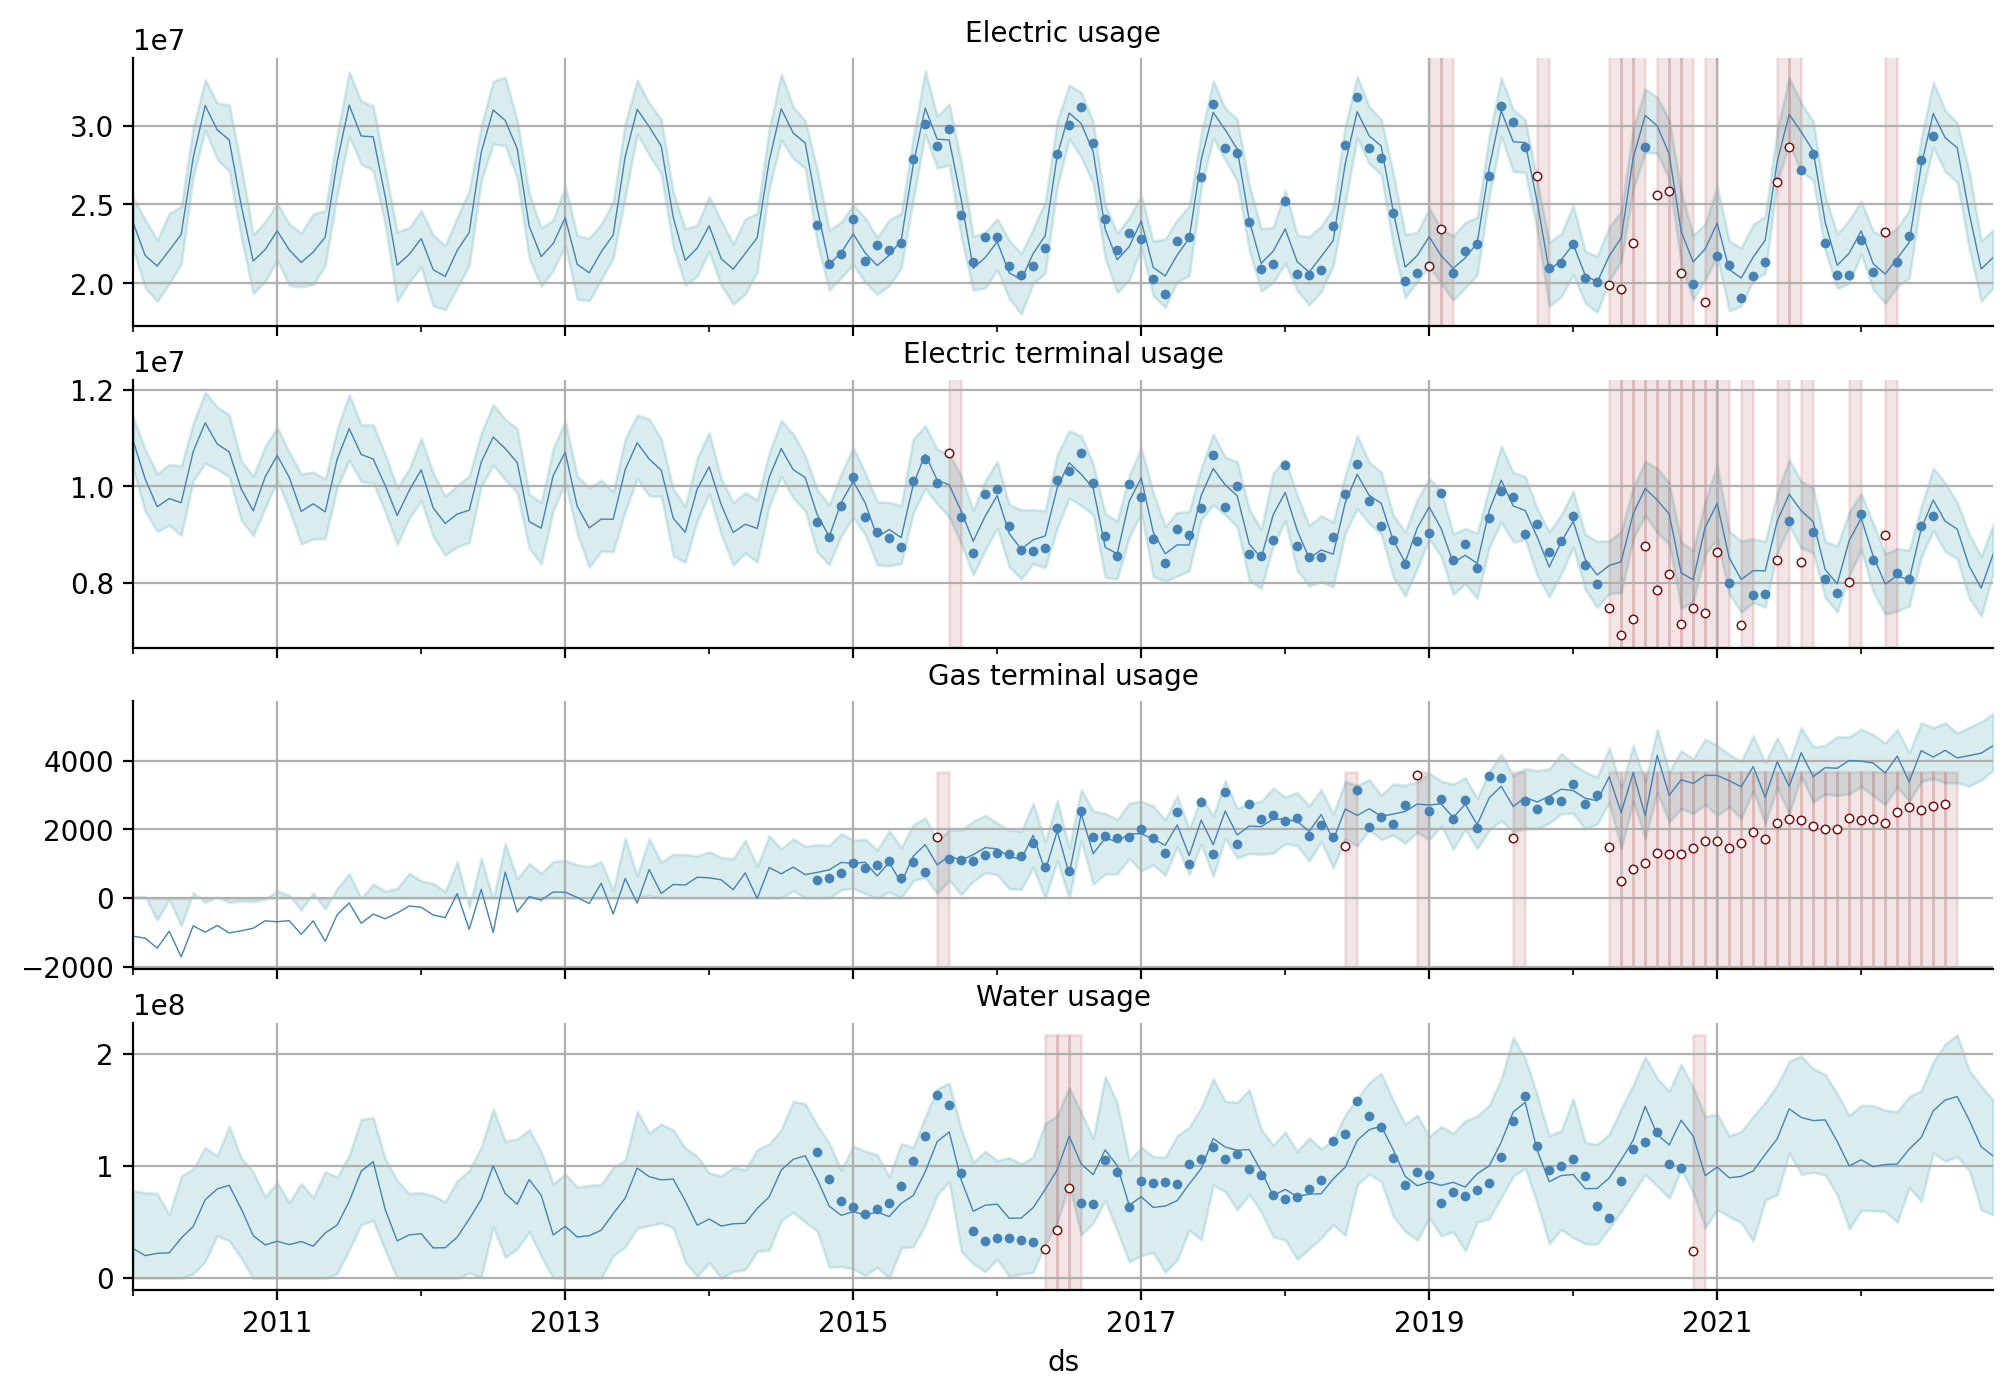 Electric usage
1e7
3.0
2.5
2.0
Electric terminal usage
1e7
1.2
1.0
0.8
Gas terminal usage
4000
2000
0
−2000
Water usage
1e8
2
1
0
2011 2013 2015 2017 2019 2021
ds